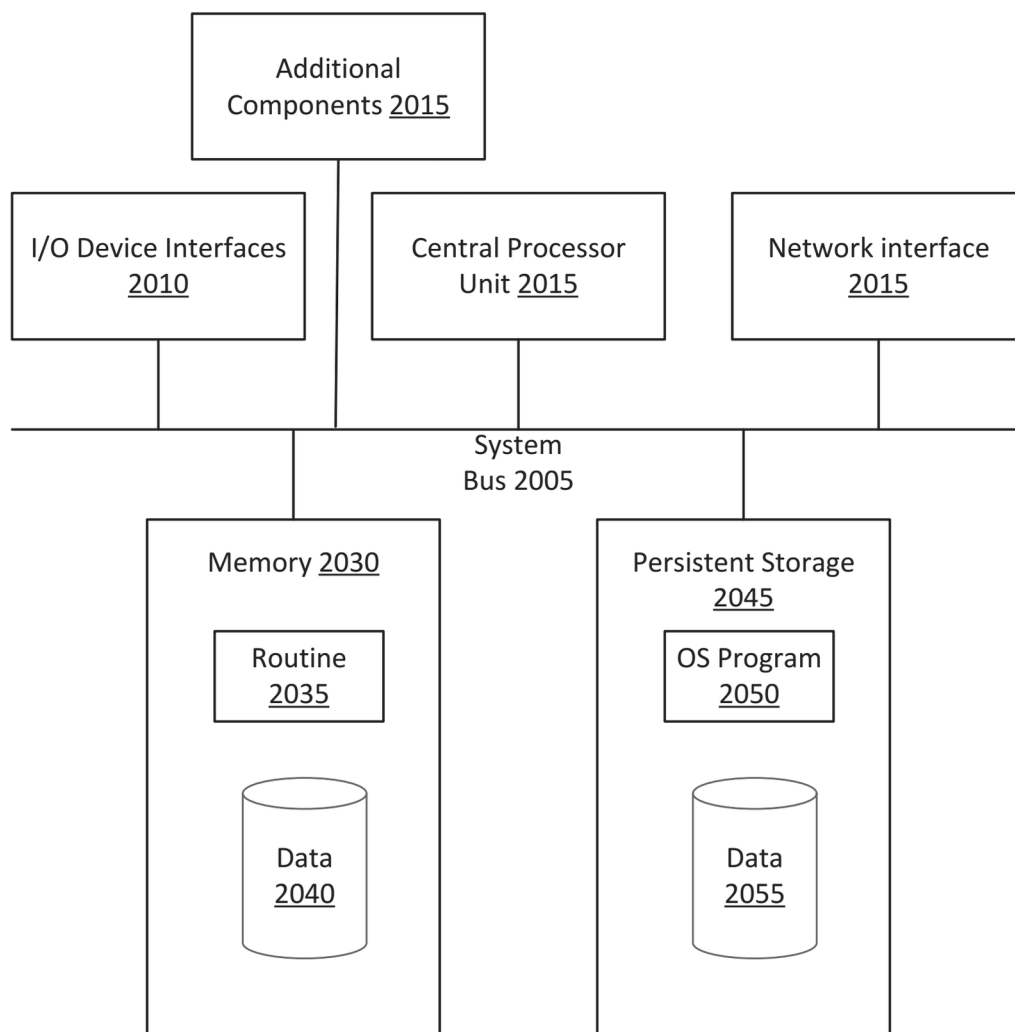 Additional
Components 2015
I/O Device Interfaces
2010
Central Processor
Unit 2015
Network interface
2015
System
Bus 2005
Memory 2030
Routine
2035
Data
2040
Persistent Storage
2045
OS Program
2050
Data
2055